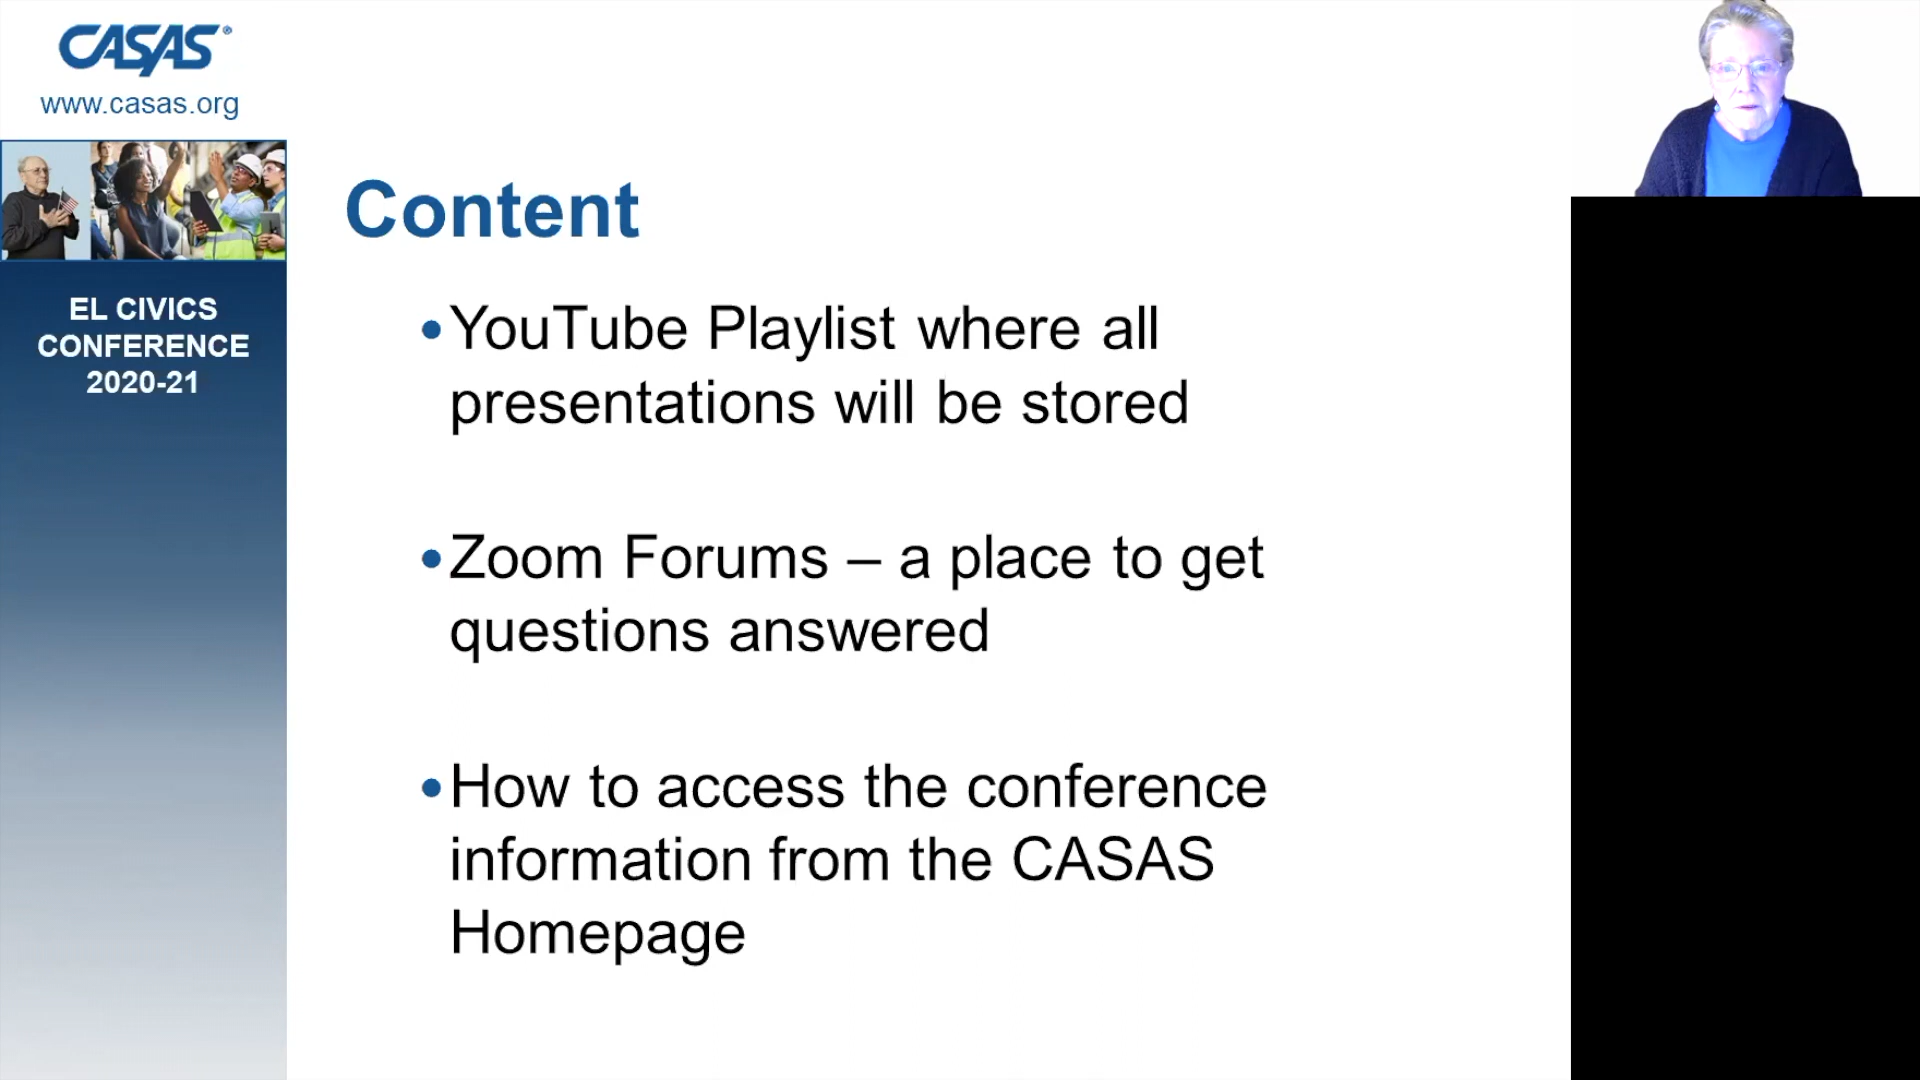 CASAS®
www.casas.org
EL CIVICS
CONFERENCE
2020-21
Content
•YouTube Playlist where all
presentations will be stored
•Zoom Forums – a place to get
questions answered
•How to access the conference
information from the CASAS
Homepage